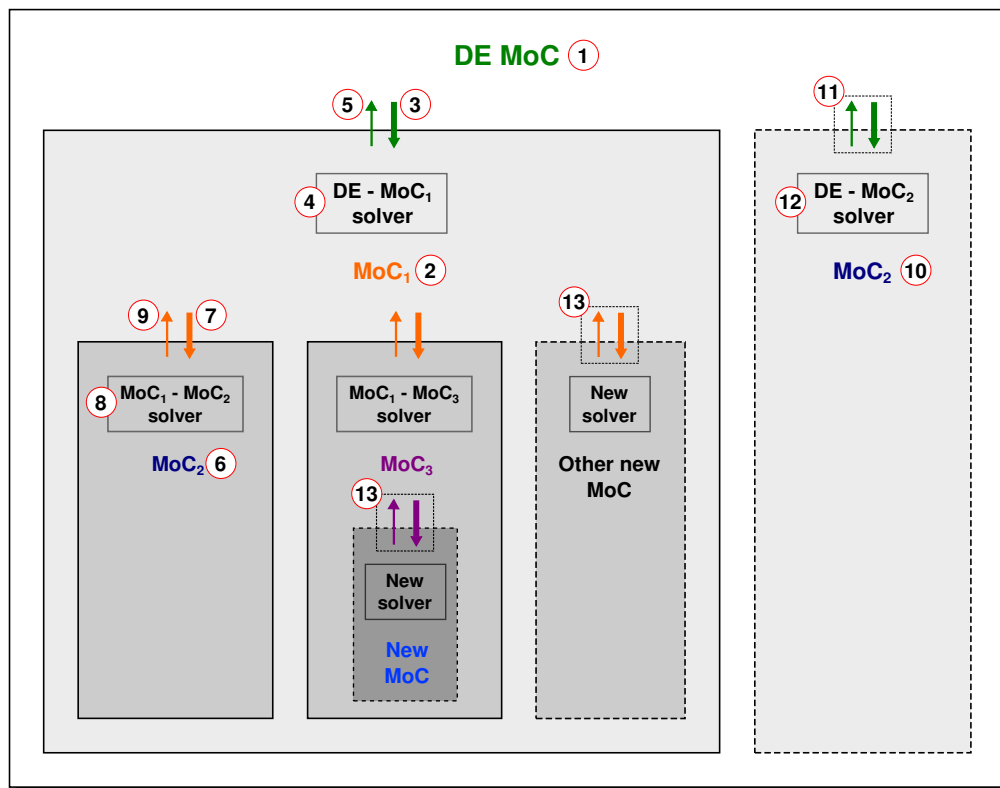 DE MoC 1
5 3
11
4 DE - MoC₁
solver
12 DE - MoC₂
solver
MoC₁ 2
MoC₂ 10
9 7
13
8 MoC₁ - MoC₂
solver
MoC₁ - MoC₃
solver
New
solver
MoC₂ 6
MoC₃
Other new
MoC
13
New
solver
New
MoC